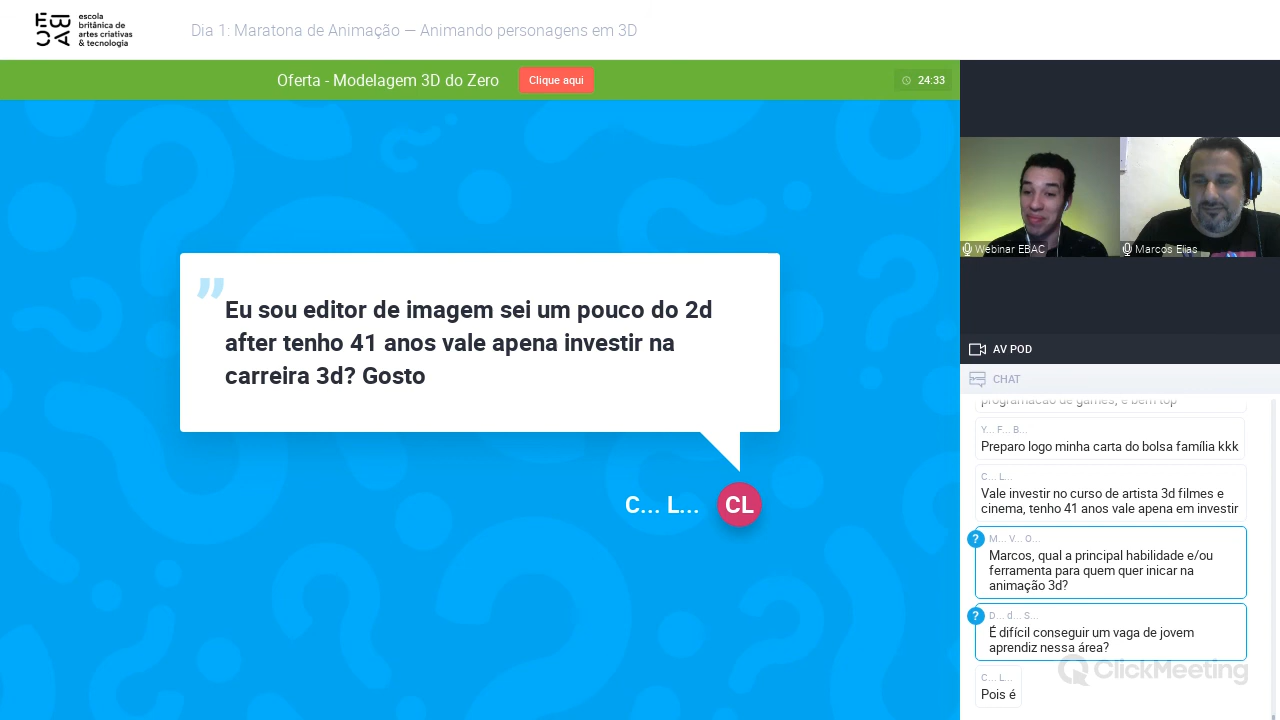 escola
britânica de
artes criativas
& tecnologia
EBAC
Dia 1: Maratona de Animação — Animando personagens em 3D
Oferta - Modelagem 3D do Zero
Clique aqui
24:33
Eu sou editor de imagem sei um pouco do 2d
after tenho 41 anos vale apena investir na
carreira 3d? Gosto
C... L...
CL
Webinar EBAC
Marcos Elias
AV POD
CHAT
programacao de games, e bem top
Y... F... B...
Preparo logo minha carta do bolsa família kkk
C... L...
Vale investir no curso de artista 3d filmes e
cinema, tenho 41 anos vale apena em investir
?
M... V... O...
Marcos, qual a principal habilidade e/ou
ferramenta para quem quer inicar na
animação 3d?
?
D... d... S...
É difícil conseguir um vaga de jovem
aprendiz nessa área?
C... L...
Pois é
ClickMeeting